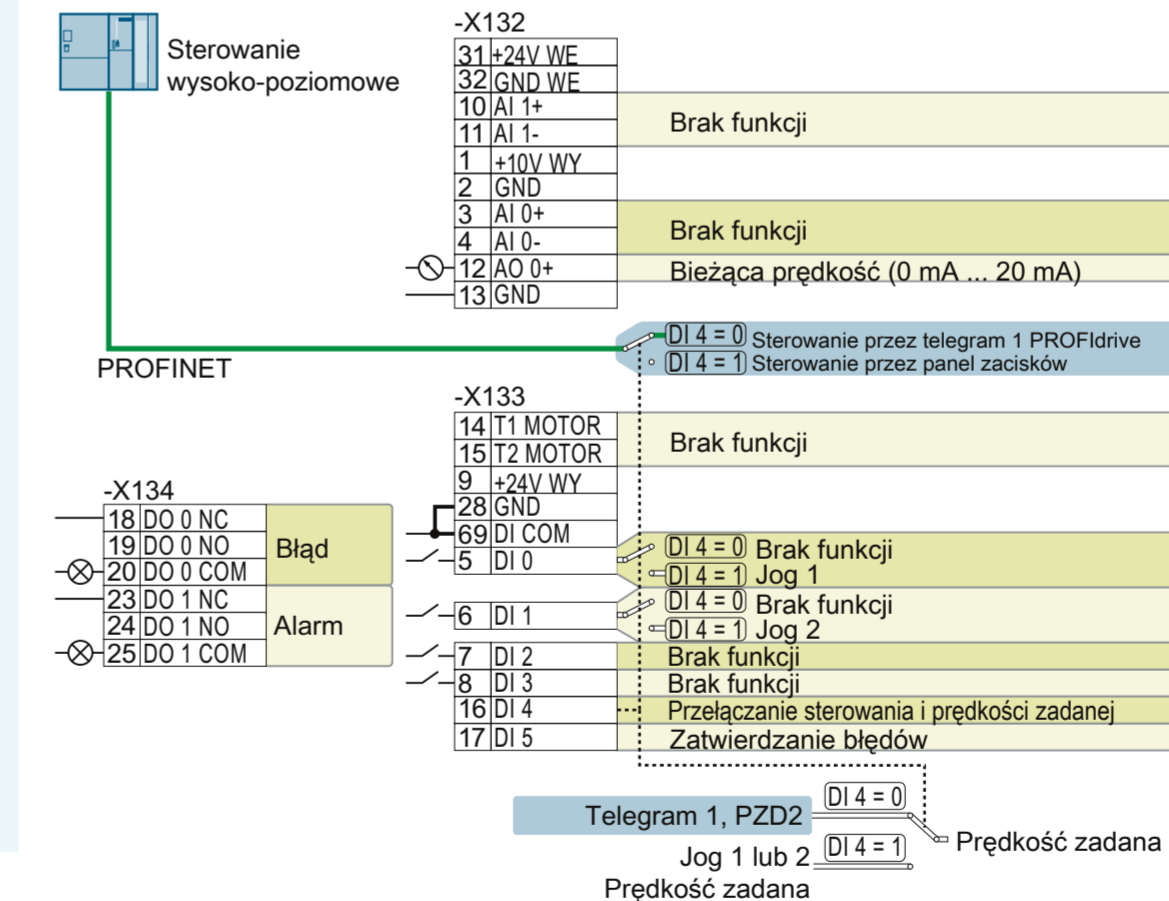 Sterowanie
wysoko-poziomowe
PROFINET
-X132
31 +24V WE
32 GND WE
10 AI 1+
11 AI 1-
Brak funkcji
1 +10V WY
2 GND
3 AI 0+
4 AI 0-
Brak funkcji
12 AO 0+ Bieżąca prędkość (0 mA ... 20 mA)
13 GND
DI 4 = 0 Sterowanie przez telegram 1 PROFIdrive
DI 4 = 1 Sterowanie przez panel zacisków
-X133
14 T1 MOTOR
15 T2 MOTOR
Brak funkcji
9 +24V WY
28 GND
69 DI COM
5 DI 0
DI 4 = 0 Brak funkcji
DI 4 = 1 Jog 1
6 DI 1
DI 4 = 0 Brak funkcji
DI 4 = 1 Jog 2
7 DI 2 Brak funkcji
8 DI 3 Brak funkcji
16 DI 4 Przełączanie sterowania i prędkości zadanej
17 DI 5 Zatwierdzanie błędów
-X134
18 DO 0 NC
19 DO 0 NO
20 DO 0 COM
Błąd
23 DO 1 NC
24 DO 1 NO
25 DO 1 COM
Alarm
Telegram 1, PZD2 DI 4 = 0
Prędkość zadana
Jog 1 lub 2 DI 4 = 1
Prędkość zadana